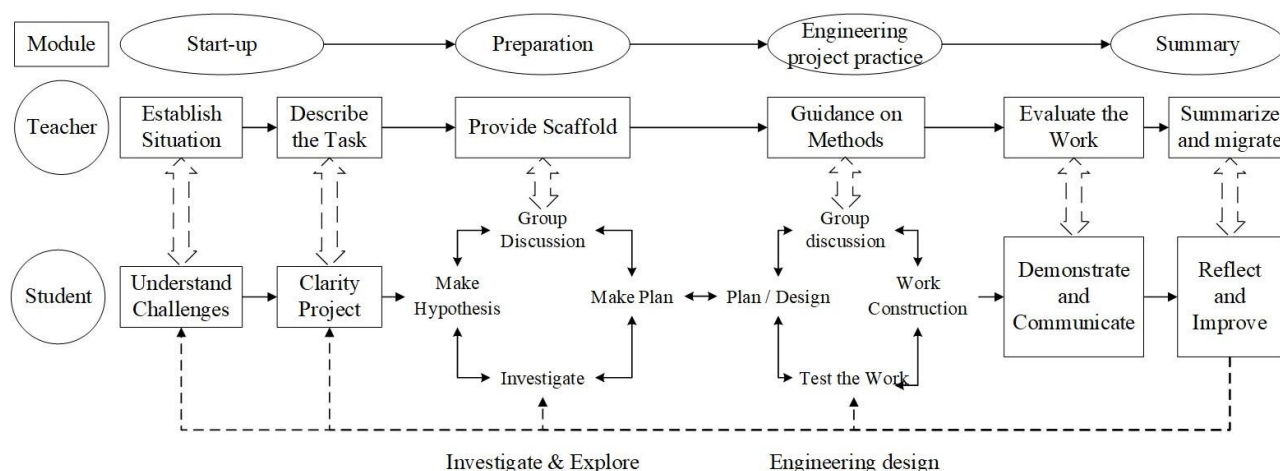 Module
Start-up
Preparation
Engineering
project practice
Summary
Teacher
Establish
Situation
Describe
the Task
Provide Scaffold
Guidance on
Methods
Evaluate the
Work
Summarize
and migrate
Student
Understand
Challenges
Clarity
Project
Make
Hypothesis
Group
Discussion
Make Plan
Investigate
Plan / Design
Group
discussion
Work
Construction
Test the Work
Demonstrate
and
Communicate
Reflect
and
Improve
Investigate & Explore
Engineering design